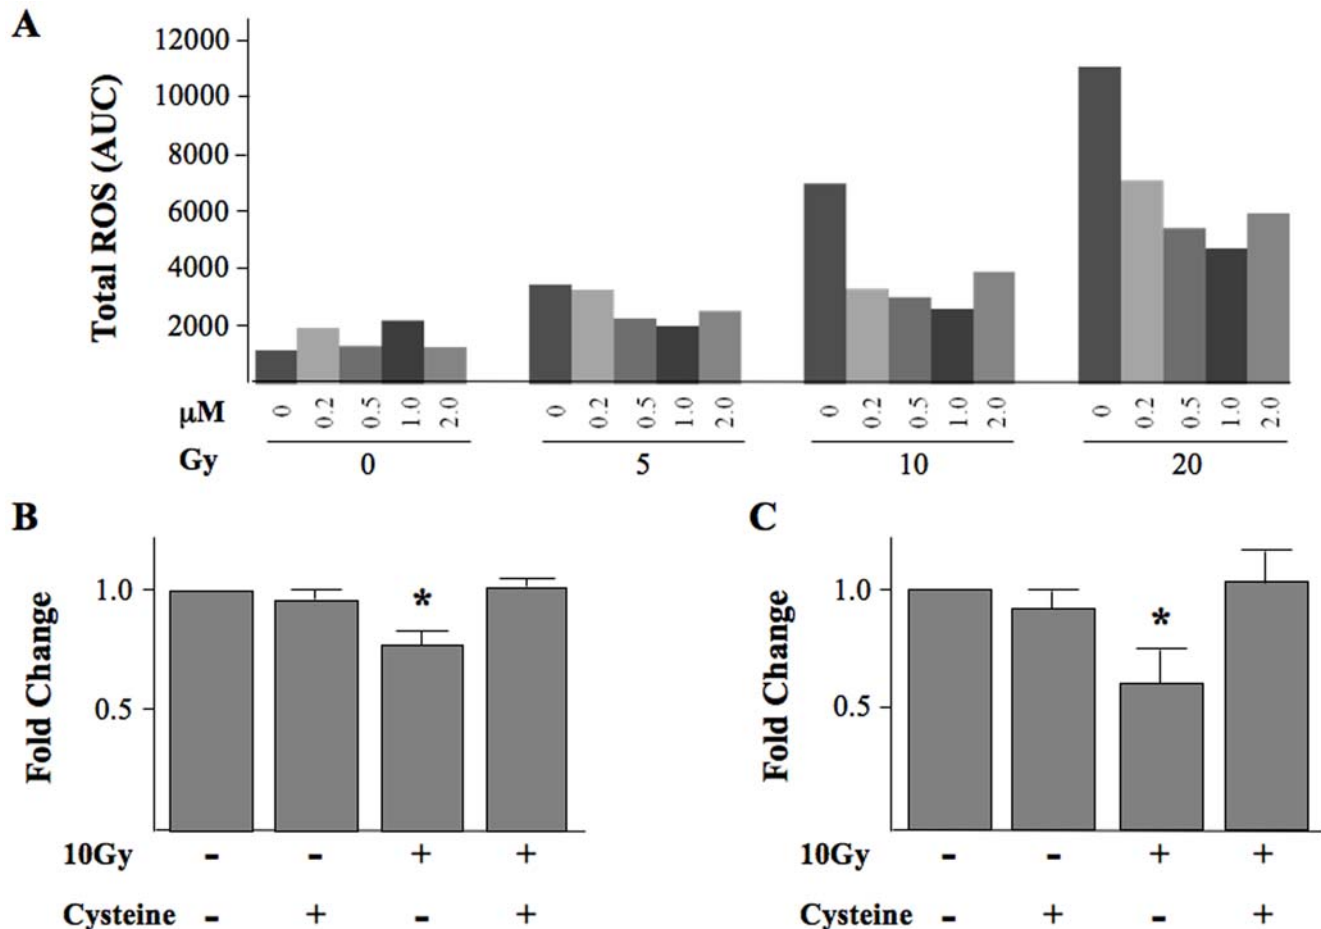 A
Total ROS (AUC)
12000
10000
8000
6000
4000
2000
μM 0 0.2 0.5 1.0 2.0 0 0.2 0.5 1.0 2.0 0 0.2 0.5 1.0 2.0 0 0.2 0.5 1.0 2.0
Gy 0 5 10 20
B
Fold Change
1.0
0.5
*
10Gy - - + +
Cysteine - + - +
C
Fold Change
1.0
0.5
*
10Gy - - + +
Cysteine - + - +